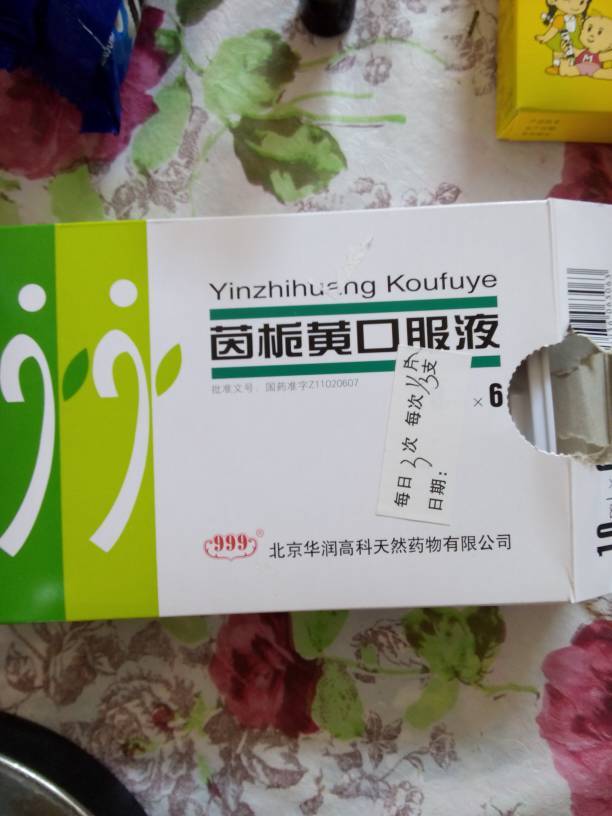 Yinzhihuang Koufuye
茵栀黄口服液
批准文号：国药准字Z11020607
× 6
每日3次 每次1/3支
日期：
999®
北京华润高科天然药物有限公司
10
M